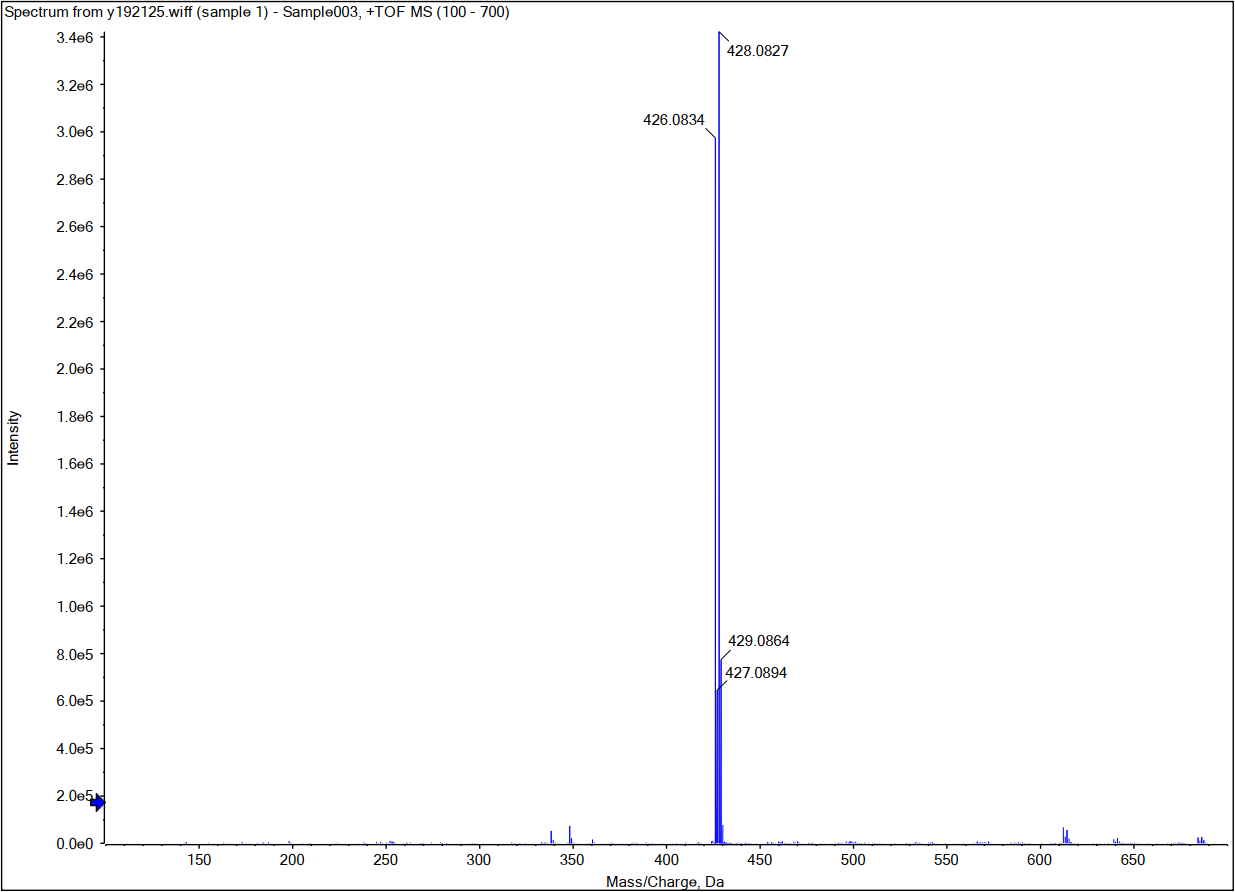 Spectrum from y192125.wiff (sample 1) - Sample003, +TOF MS (100 - 700)
3.4e6
428.0827
3.2e6
426.0834
3.0e6
2.8e6
2.6e6
2.4e6
2.2e6
2.0e6
1.8e6
Intensity
1.6e6
1.4e6
1.2e6
1.0e6
8.0e5
429.0864
427.0894
6.0e5
4.0e5
2.0e5
0.0e0
150 200 250 300 350 400 450 500 550 600 650
Mass/Charge, Da